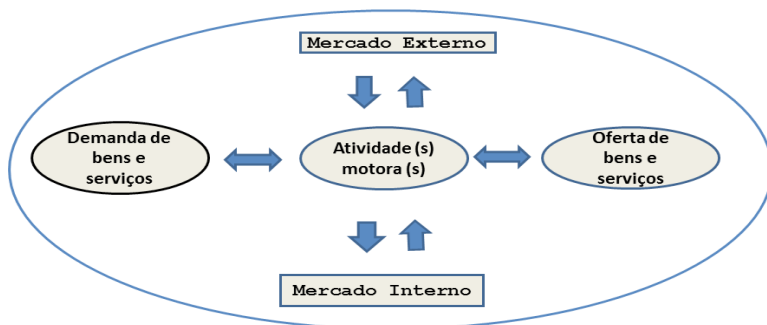 Mercado Externo
Demanda de
bens e
serviços
Atividade (s)
motora (s)
Oferta de
bens e
serviços
Mercado Interno